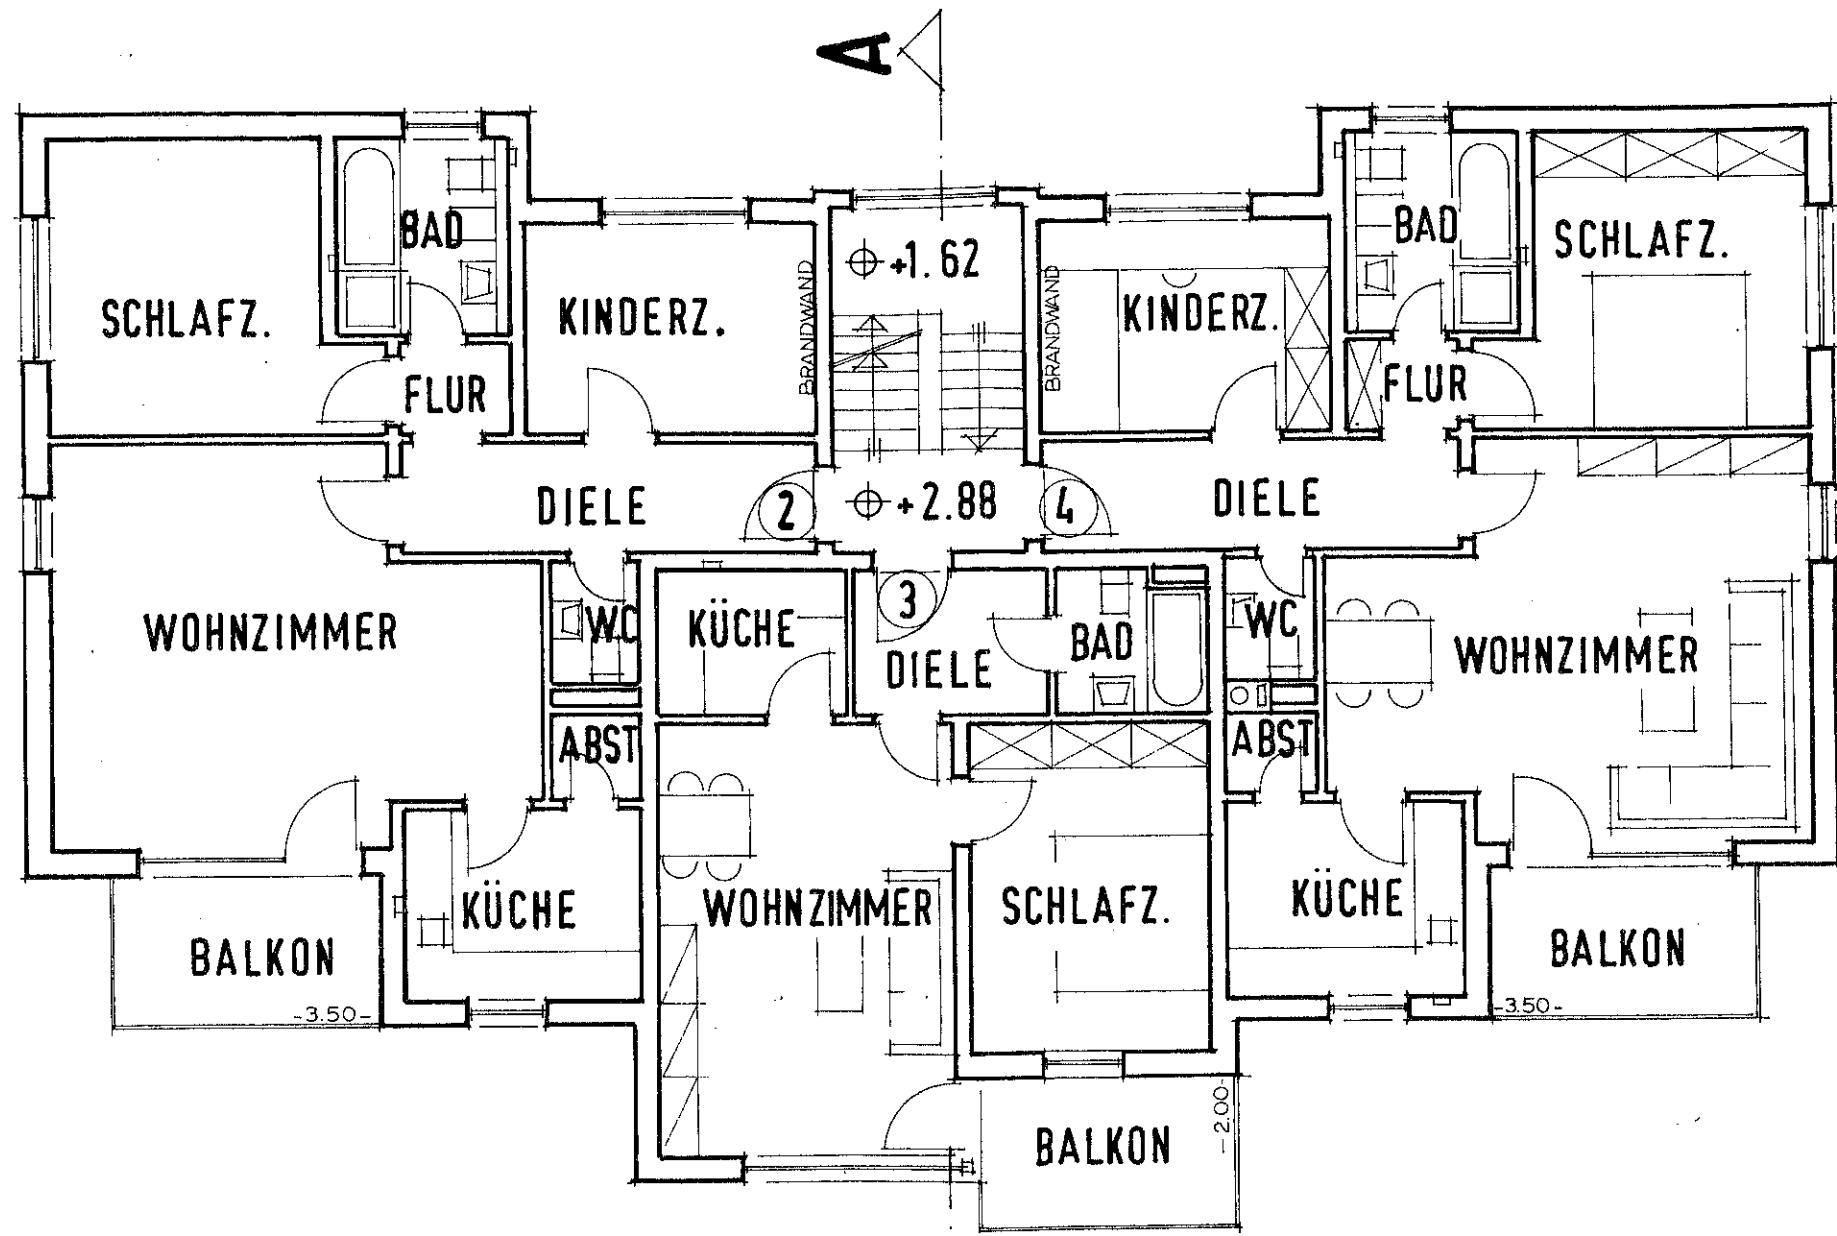 A
BAD
BAD
SCHLAFZ.
+1.62
SCHLAFZ.
KINDERZ.
BRANDWAND
BRANDWAND
KINDERZ.
FLUR
FLUR
DIELE
2
+2.88
4
DIELE
WOHNZIMMER
WC
KÜCHE
3
DIELE
BAD
WC
WOHNZIMMER
ABST
ABST
KÜCHE
WOHNZIMMER
SCHLAFZ.
KÜCHE
BALKON
BALKON
-3.50-
-3.50-
BALKON
-2.00-